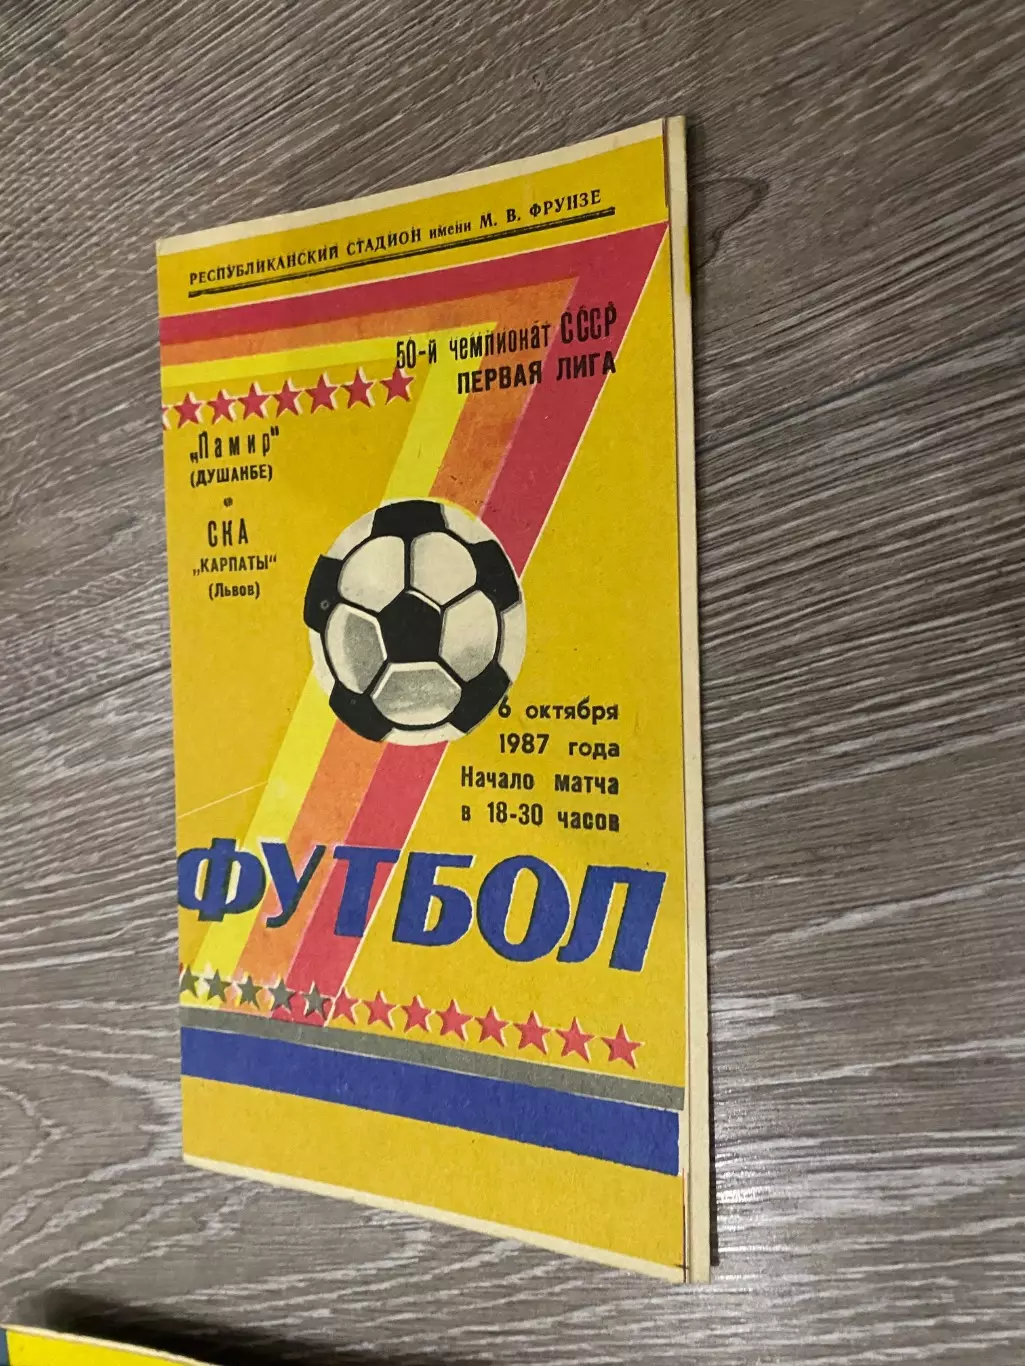 РЕСПУБЛИКАНСКИЙ СТАДИОН имени М. В. ФРУНЗЕ
50-й чемпионат СССР
ПЕРВАЯ ЛИГА
„Памир"
(ДУШАНБЕ)
СКА
„КАРПАТЫ"
(Львов)
6 октября
1987 года
Начало матча
в 18-30 часов
ФУТБОЛ